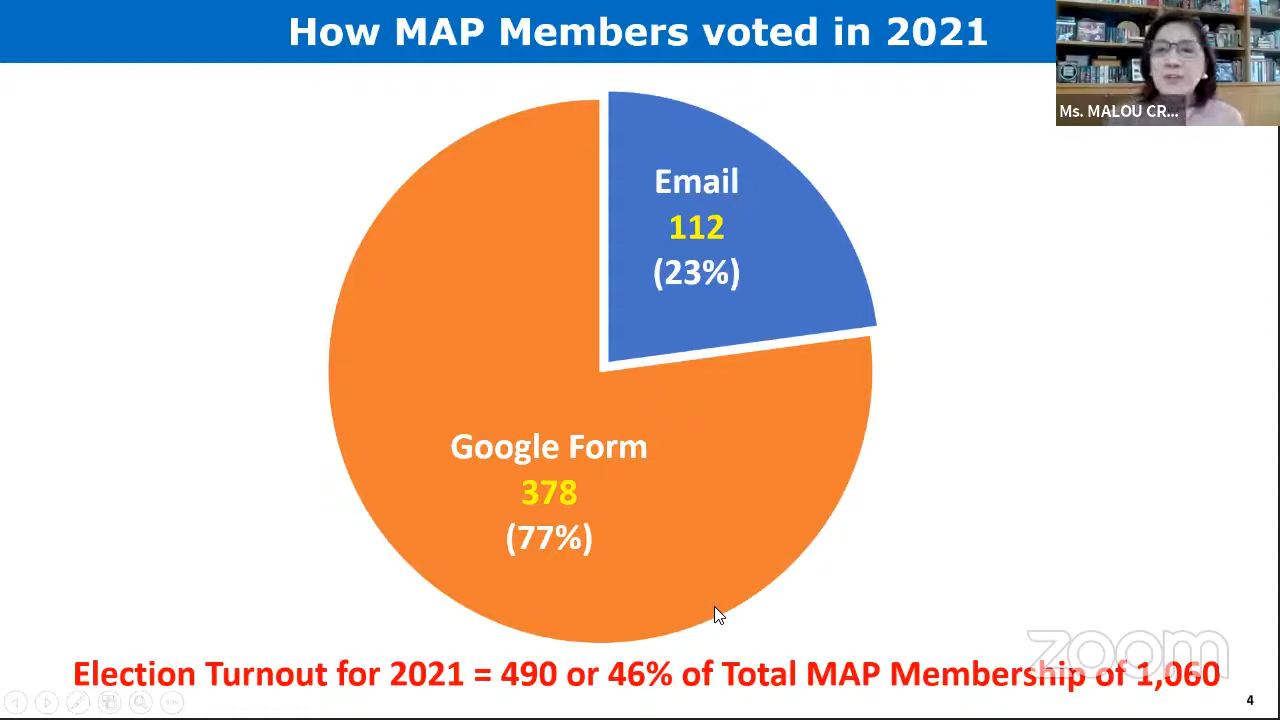 How MAP Members voted in 2021
Ms. MALOU CR...
Email
112
(23%)
Google Form
378
(77%)
zoom
Election Turnout for 2021 = 490 or 46% of Total MAP Membership of 1,060
4